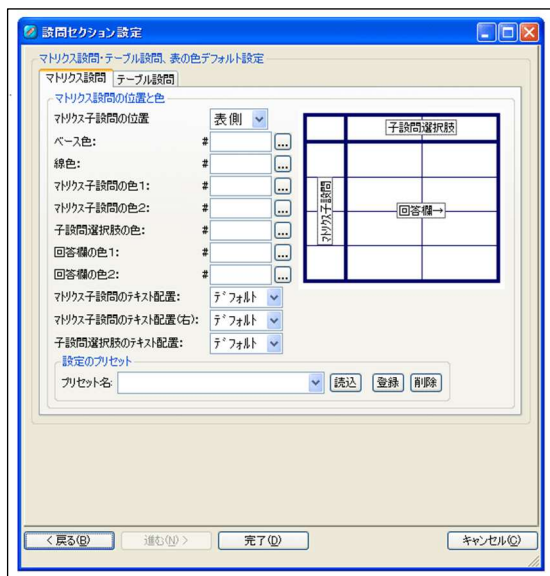 設問セクション設定
マトリクス設問・テーブル設問、表の色デフォルト設定
マトリクス設問 テーブル設問
マトリクス設問の位置と色
マトリクス子設問の位置 表側
ベース色: # ...
線色: # ...
マトリクス子設問の色1: # ...
マトリクス子設問の色2: # ...
子設問選択肢の色: # ...
回答欄の色1: # ...
回答欄の色2: # ...
マトリクス子設問のテキスト配置: デフォルト
マトリクス子設問のテキスト配置(右): デフォルト
子設問選択肢のテキスト配置: デフォルト
子設問選択肢
マトリクス子設問
回答欄→
設定のプリセット
プリセット名: 読込 登録 削除
< 戻る(B) 進む(N) > 完了(D) キャンセル(C)